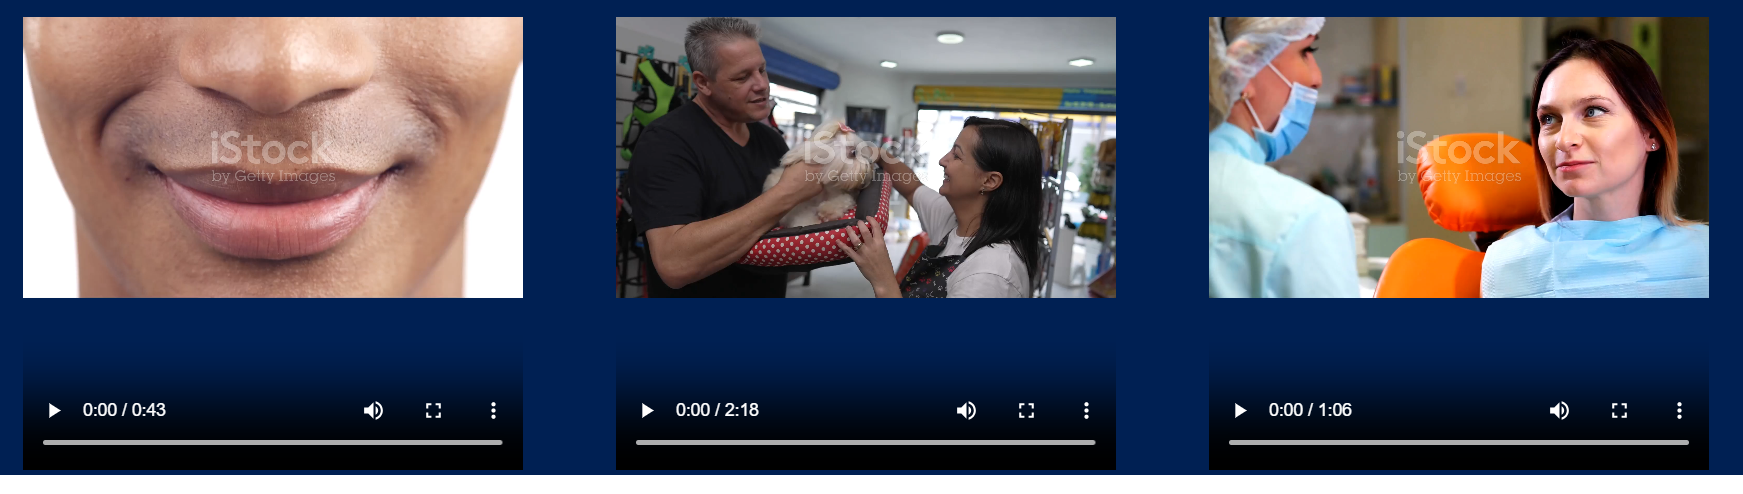 iStock
by Getty Images
iStock
by Getty Images
iStock
by Getty Images
0:00 / 0:43
0:00 / 2:18
0:00 / 1:06